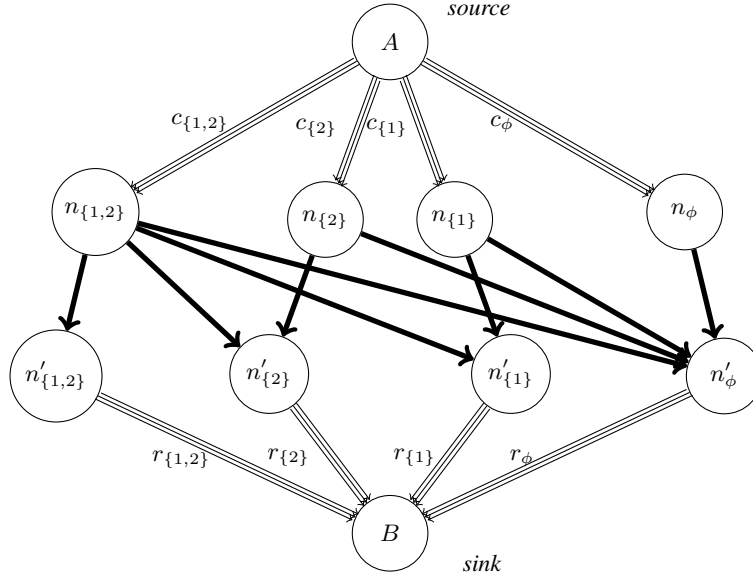 source
A
c_{\{1,2\}} c_{\{2\}} c_{\{1\}} c_ϕ
n_{\{1,2\}} n_{\{2\}} n_{\{1\}} n_ϕ
n'_{\{1,2\}} n'_{\{2\}} n'_{\{1\}} n'_ϕ
r_{\{1,2\}} r_{\{2\}} r_{\{1\}} r_ϕ
B
sink